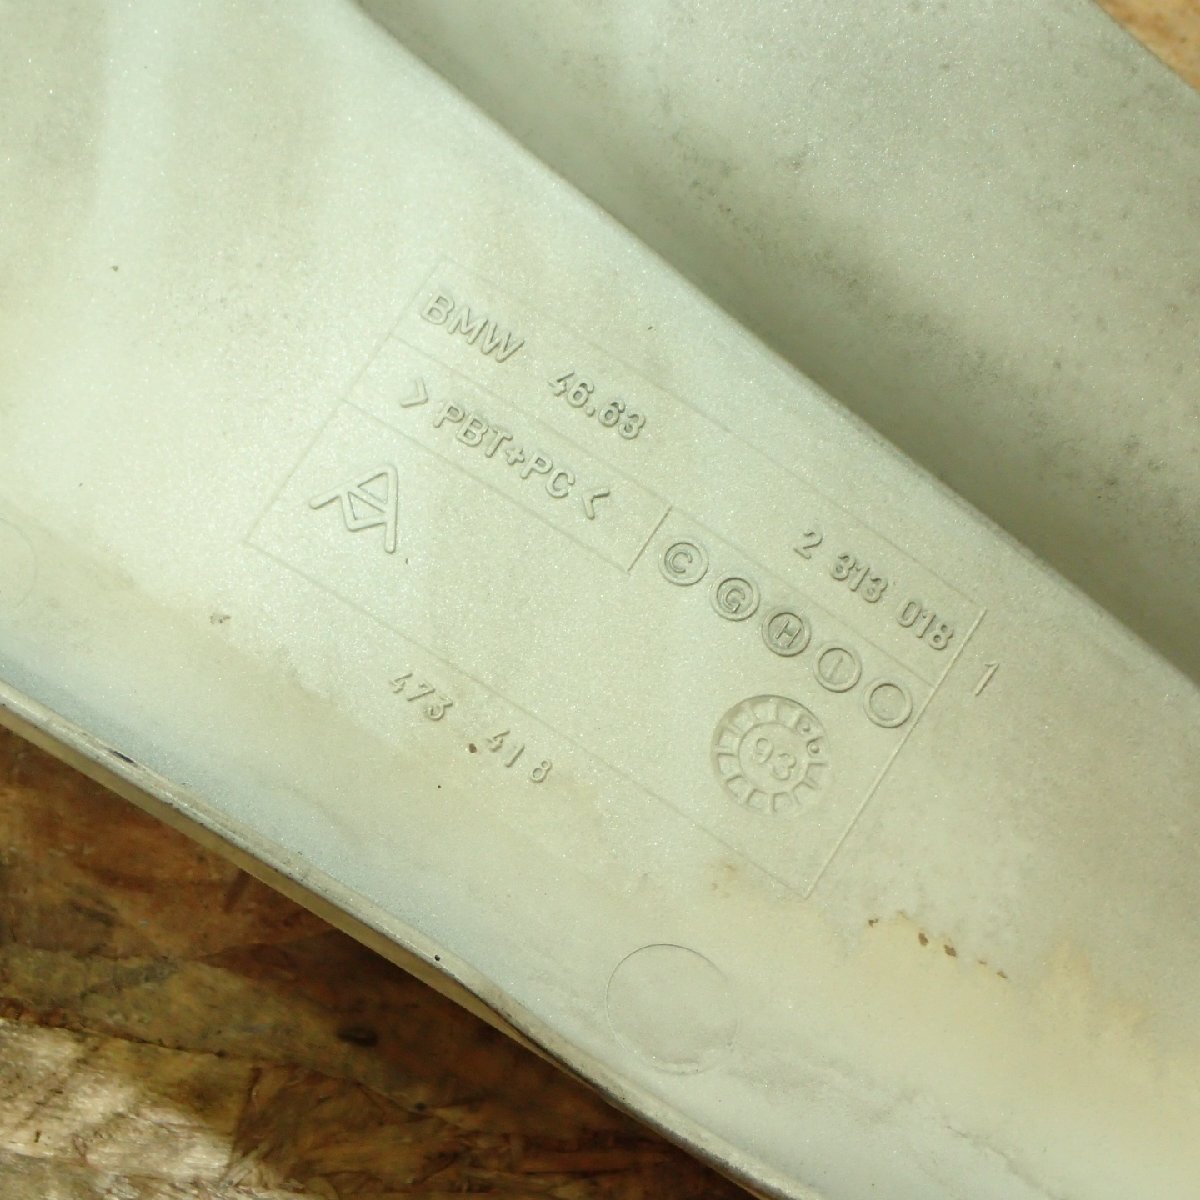 BMW 46.63 2 313 018 1
>PBT+PC< C G H I
93
473 418